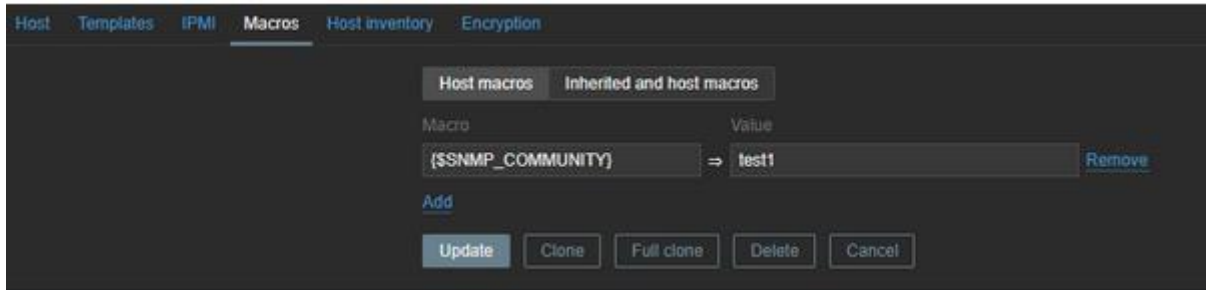 Host Templates IPMI Macros Host inventory Encryption
Host macros Inherited and host macros
Macro Value
{$SNMP_COMMUNITY} ⇒ test1 Remove
Add
Update Clone Full clone Delete Cancel